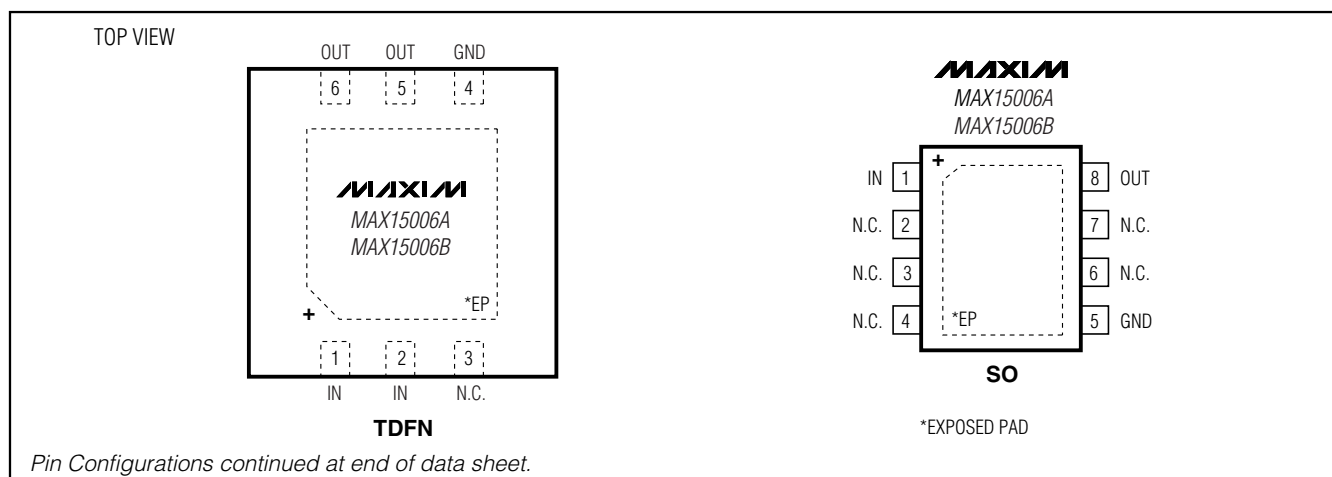 TOP VIEW
OUT OUT GND
6 5 4
MAXIM
MAX15006A
MAX15006B
*EP
+
1 2 3
IN IN N.C.
TDFN
MAXIM
MAX15006A
MAX15006B
+
IN 1 8 OUT
N.C. 2 7 N.C.
N.C. 3 6 N.C.
N.C. 4 *EP 5 GND
SO
*EXPOSED PAD
Pin Configurations continued at end of data sheet.